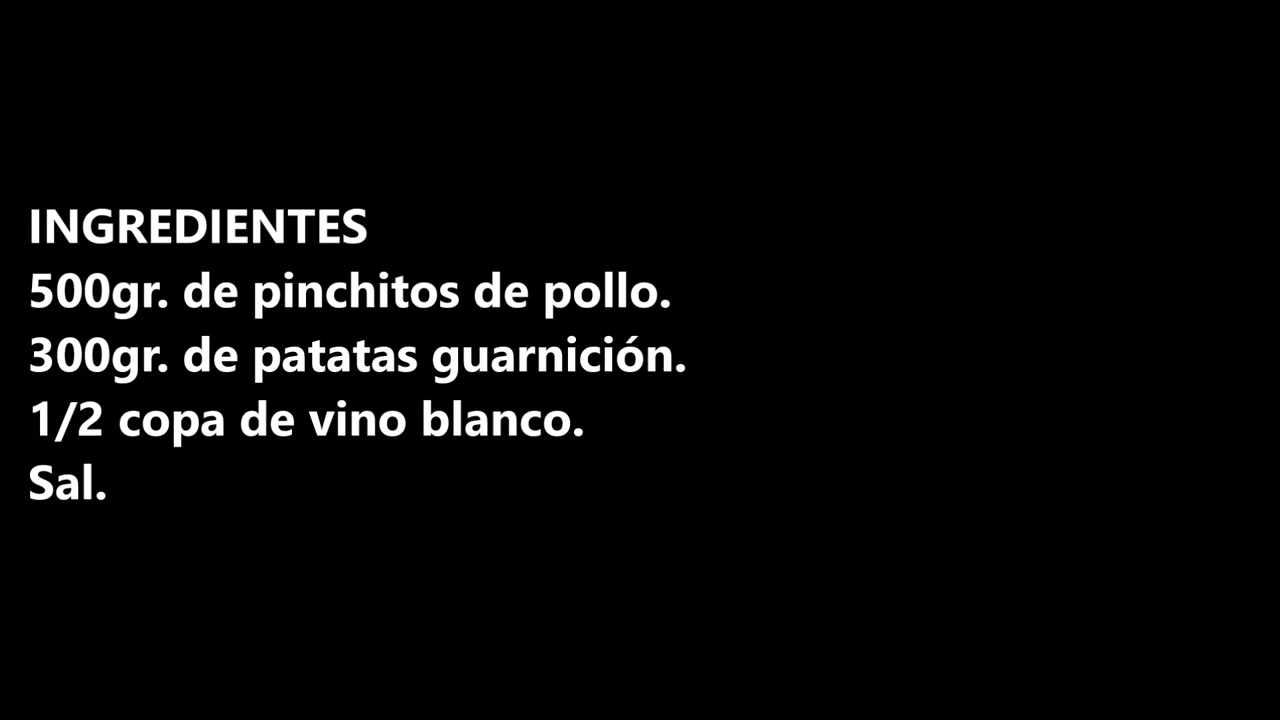 INGREDIENTES
500gr. de pinchitos de pollo.
300gr. de patatas guarnición.
1/2 copa de vino blanco.
Sal.